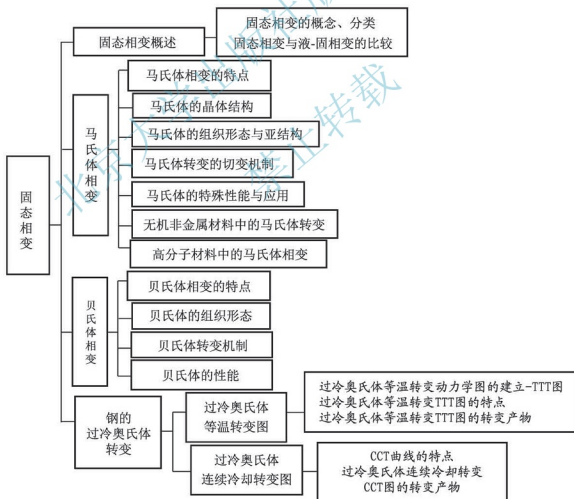 固态相变
固态相变概述
固态相变的概念、分类
固态相变与液-固相变的比较
马氏体相变
马氏体相变的特点
马氏体的晶体结构
马氏体的组织形态与亚结构
马氏体转变的切变机制
马氏体的特殊性能与应用
无机非金属材料中的马氏体转变
高分子材料中的马氏体相变
贝氏体相变
贝氏体相变的特点
贝氏体的组织形态
贝氏体转变机制
贝氏体的性能
钢的
过冷奥氏体
转变
过冷奥氏体
等温转变图
过冷奥氏体等温转变动力学图的建立-TTT图
过冷奥氏体等温转变TTT图的特点
过冷奥氏体等温转变TTT图的转变产物
过冷奥氏体
连续冷却转变图
CCT曲线的特点
过冷奥氏体连续冷却转变
CCT图的转变产物
北京大学出版社版
禁止转载